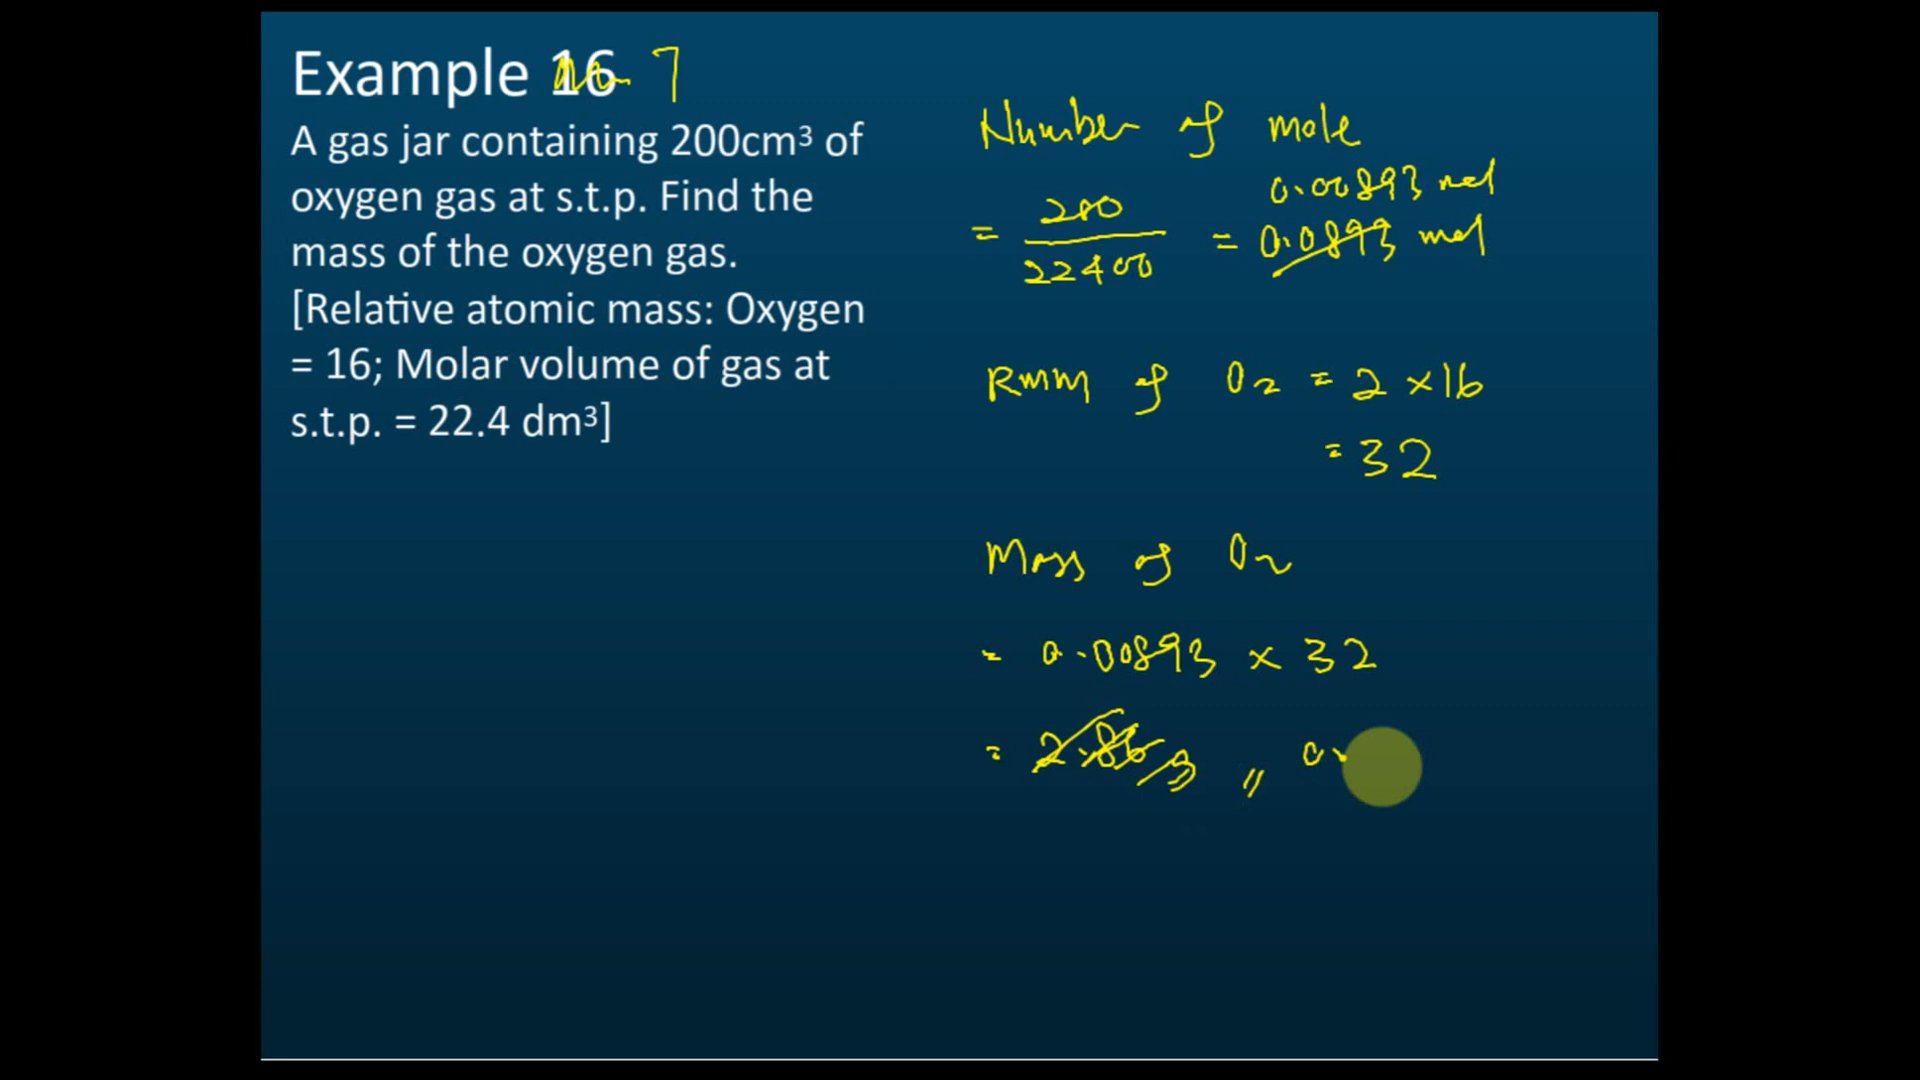 Example 16 7
A gas jar containing 200cm³ of
oxygen gas at s.t.p. Find the
mass of the oxygen gas.
[Relative atomic mass: Oxygen
= 16; Molar volume of gas at
s.t.p. = 22.4 dm³]
Number of mole
0.00893 mol
= 200/22400 = 0.0893 mol
RMM of O2 = 2 × 16
= 32
Mass of O2
= 0.00893 × 32
= 2.86 g // 0.